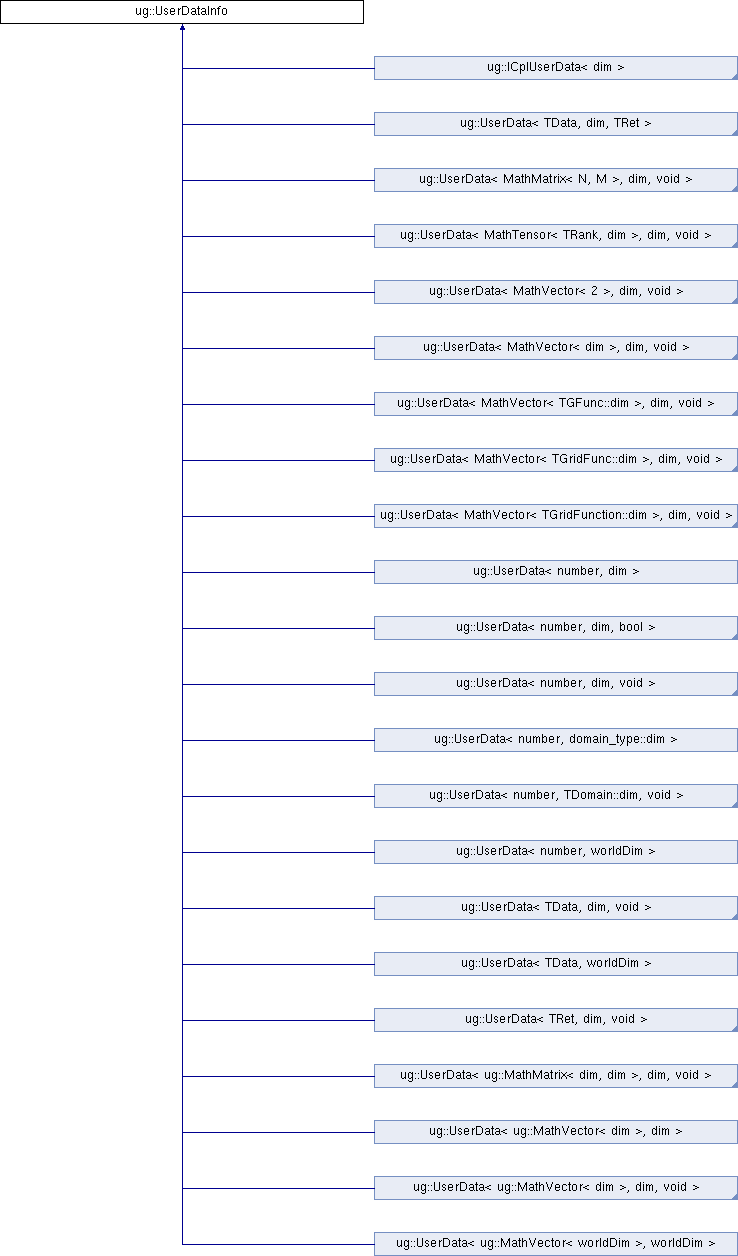 ug::UserDataInfo
ug::ICplUserData< dim >
ug::UserData< TData, dim, TRet >
ug::UserData< MathMatrix< N, M >, dim, void >
ug::UserData< MathTensor< TRank, dim >, dim, void >
ug::UserData< MathVector< 2 >, dim, void >
ug::UserData< MathVector< dim >, dim, void >
ug::UserData< MathVector< TGFunc::dim >, dim, void >
ug::UserData< MathVector< TGridFunc::dim >, dim, void >
ug::UserData< MathVector< TGridFunction::dim >, dim, void >
ug::UserData< number, dim >
ug::UserData< number, dim, bool >
ug::UserData< number, dim, void >
ug::UserData< number, domain_type::dim >
ug::UserData< number, TDomain::dim, void >
ug::UserData< number, worldDim >
ug::UserData< TData, dim, void >
ug::UserData< TData, worldDim >
ug::UserData< TRet, dim, void >
ug::UserData< ug::MathMatrix< dim, dim >, dim, void >
ug::UserData< ug::MathVector< dim >, dim >
ug::UserData< ug::MathVector< dim >, dim, void >
ug::UserData< ug::MathVector< worldDim >, worldDim >